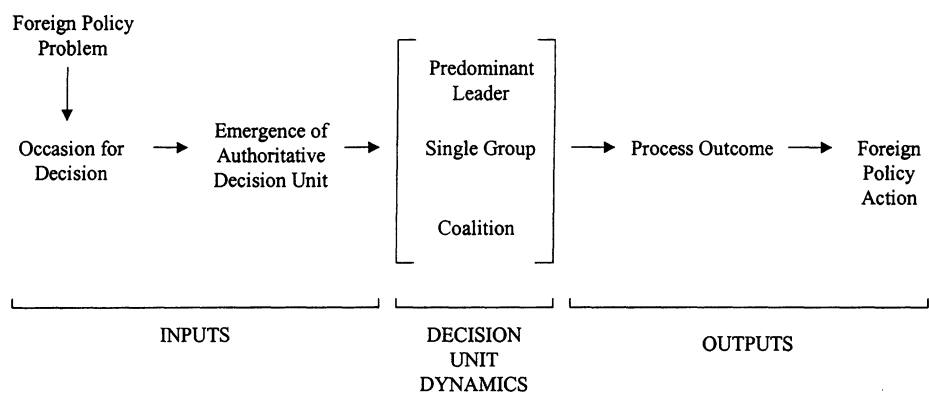 Foreign Policy
Problem
Occasion for
Decision
Emergence of
Authoritative
Decision Unit
Predominant
Leader
Single Group
Coalition
Process Outcome
Foreign
Policy
Action
INPUTS
DECISION
UNIT
DYNAMICS
OUTPUTS